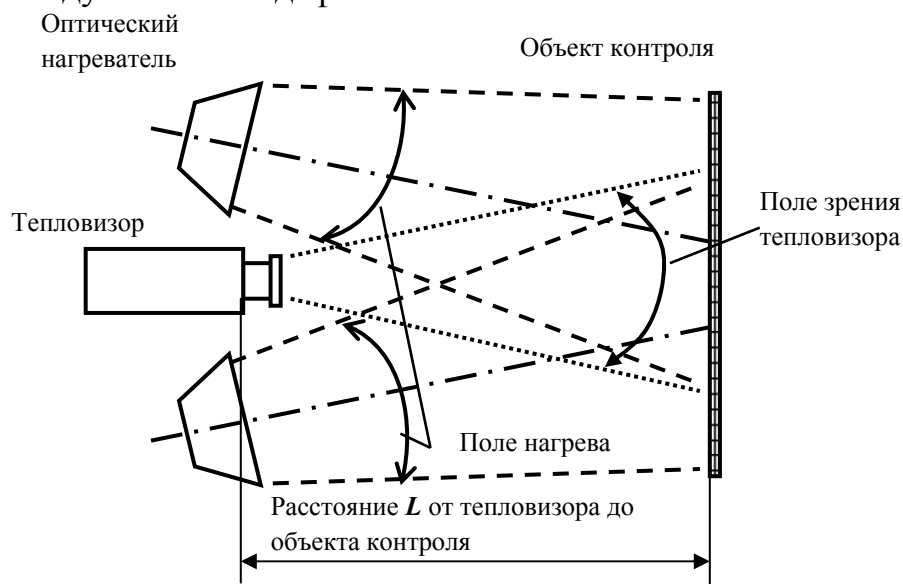 Оптический
нагреватель
Объект контроля
Тепловизор
Поле зрения
тепловизора
Поле нагрева
Расстояние L от тепловизора до
объекта контроля